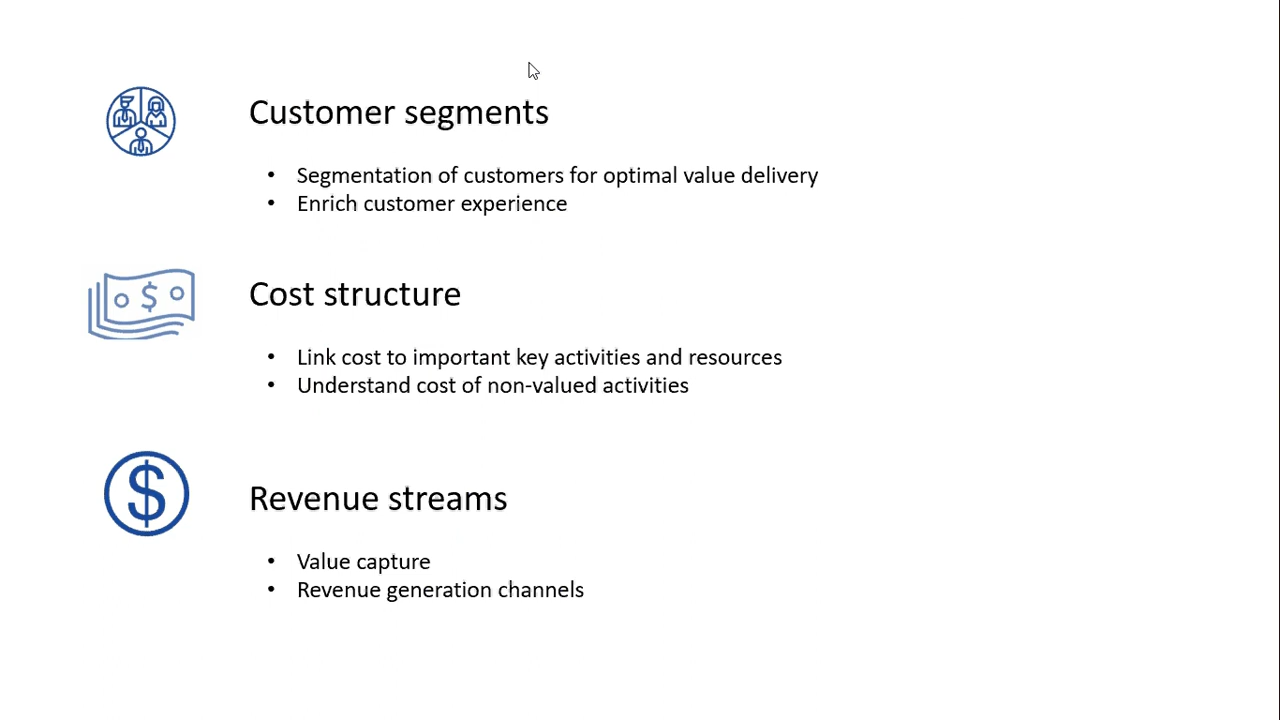 Customer segments
• Segmentation of customers for optimal value delivery
• Enrich customer experience
$
Cost structure
• Link cost to important key activities and resources
• Understand cost of non-valued activities
$
Revenue streams
• Value capture
• Revenue generation channels